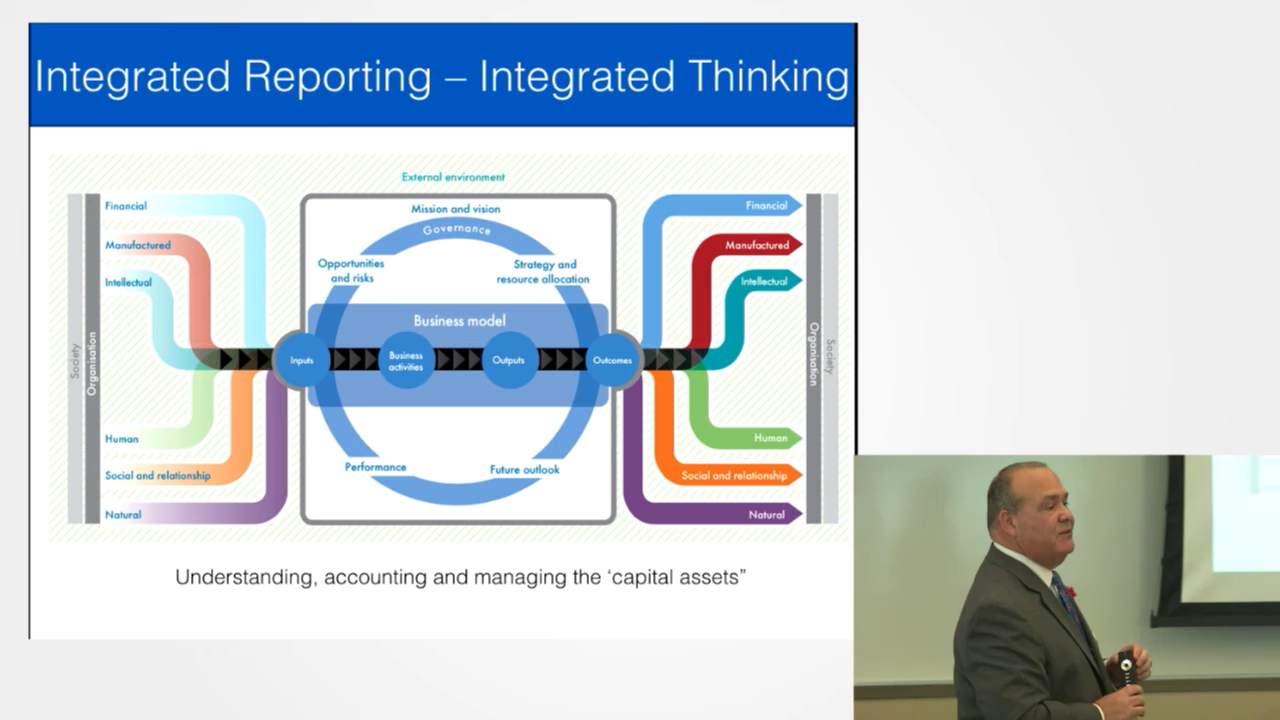 Integrated Reporting – Integrated Thinking
External environment
Society
Organisation
Financial
Manufactured
Intellectual
Human
Social and relationship
Natural
Mission and vision
Governance
Opportunities
and risks
Strategy and
resource allocation
Business model
Inputs
Business
activities
Outputs
Outcomes
Performance
Future outlook
Financial
Manufactured
Intellectual
Human
Social and relationship
Natural
Organisation
Society
Understanding, accounting and managing the ‘capital assets”